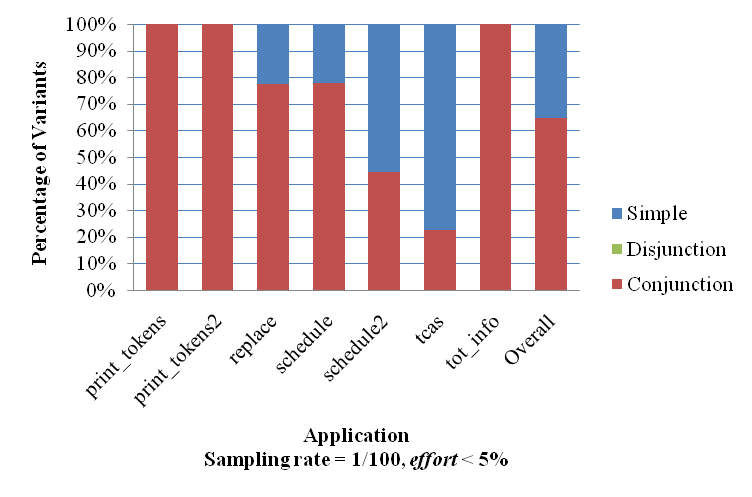 Percentage of Variants
100%
90%
80%
70%
60%
50%
40%
30%
20%
10%
0%
print_tokens
print_tokens2
replace
schedule
schedule2
tcas
tot_info
Overall
Simple
Disjunction
Conjunction
Application
Sampling rate = 1/100, effort < 5%